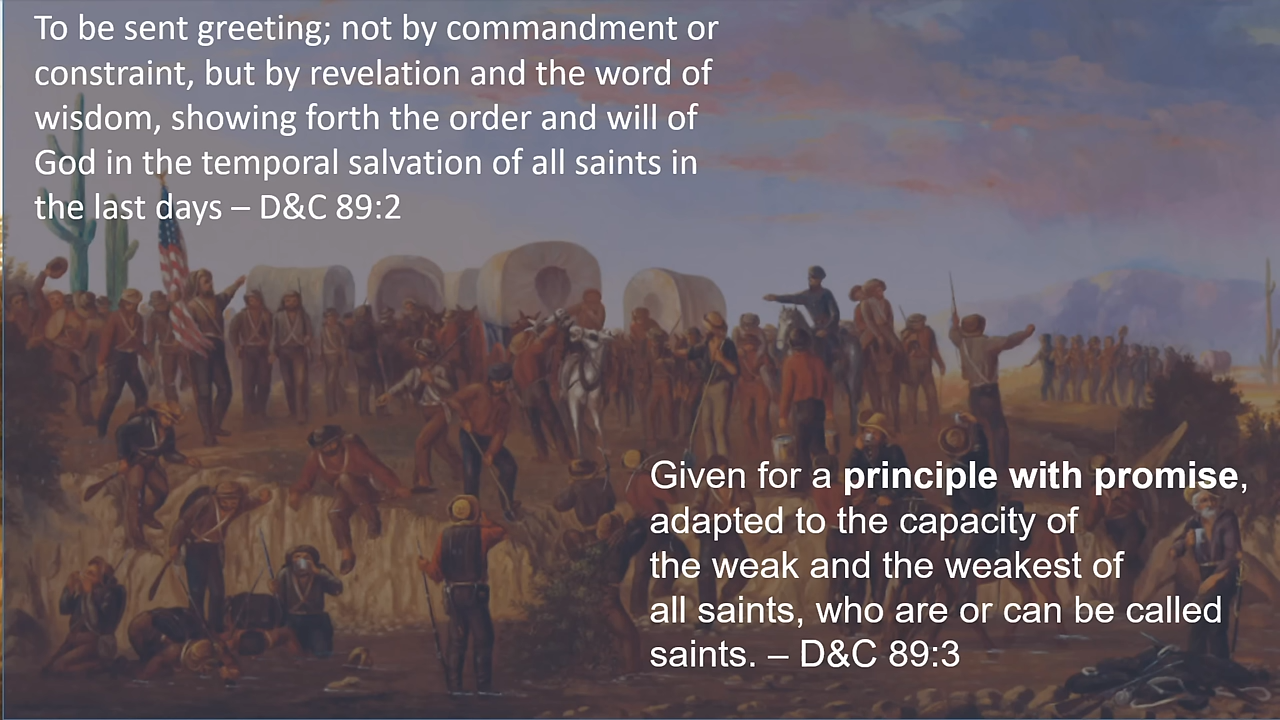 To be sent greeting; not by commandment or
constraint, but by revelation and the word of
wisdom, showing forth the order and will of
God in the temporal salvation of all saints in
the last days – D&C 89:2
Given for a principle with promise,
adapted to the capacity of
the weak and the weakest of
all saints, who are or can be called
saints. – D&C 89:3